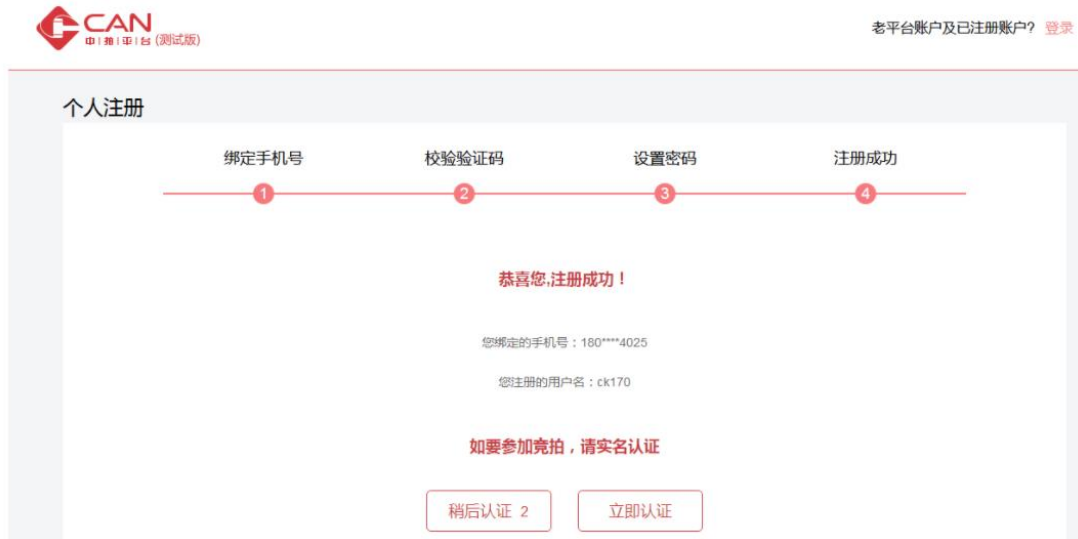 CAN
中|拍|平|台 (测试版)
老平台账户及已注册账户? 登录
个人注册
绑定手机号 校验验证码 设置密码 注册成功
1 2 3 4
恭喜您,注册成功！
您绑定的手机号：180****4025
您注册的用户名：ck170
如要参加竞拍，请实名认证
稍后认证 2 立即认证